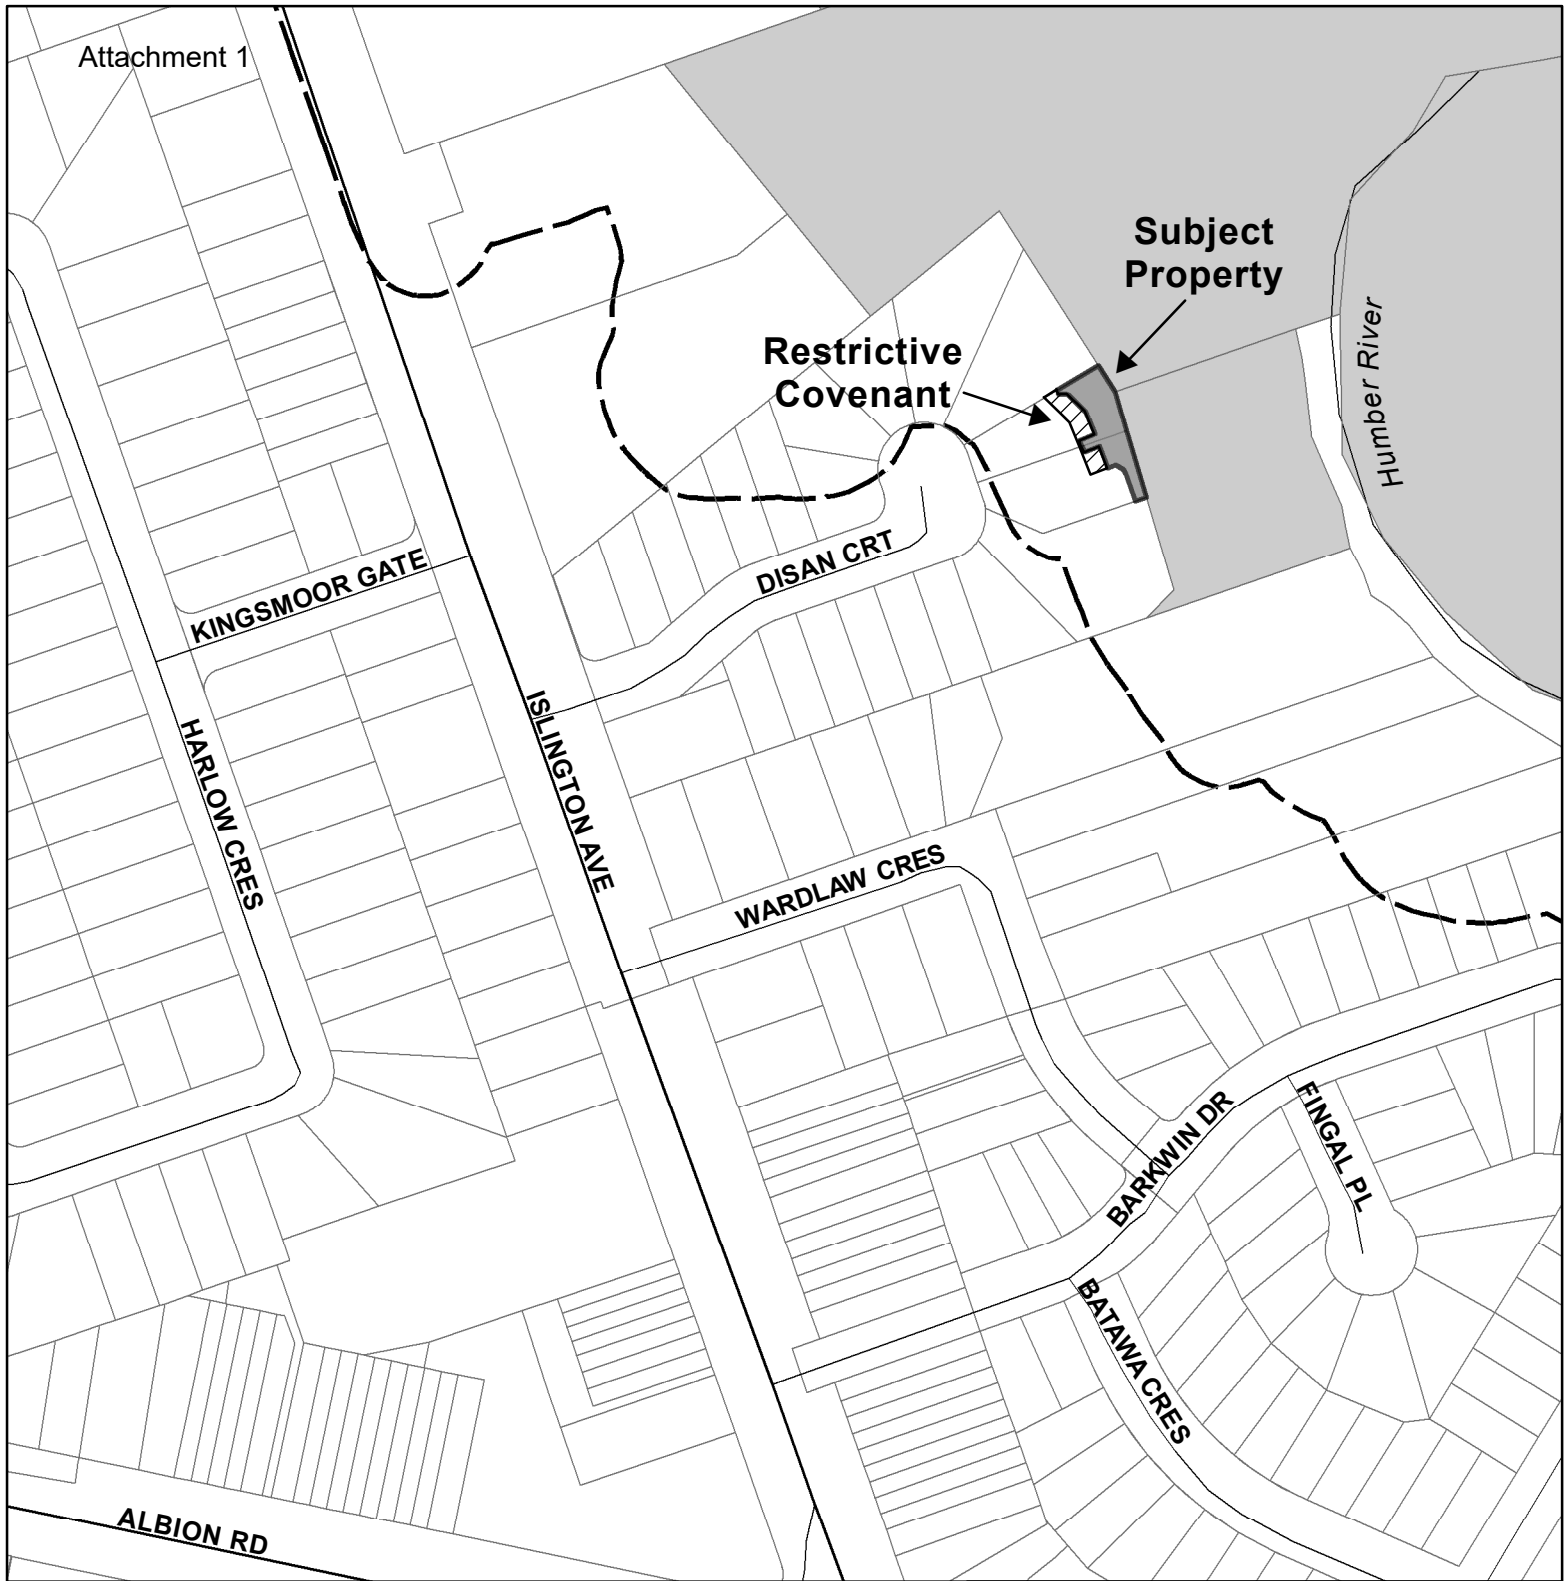 Attachment 1
Subject
Property
Restrictive
Covenant
Humber River
DISAN CRT
KINGSMOOR GATE
ISLINGTON AVE
HARLOW CRES
WARDLAW CRES
BARKWIN DR
FINGAL PL
BATAWA CRES
ALBION RD